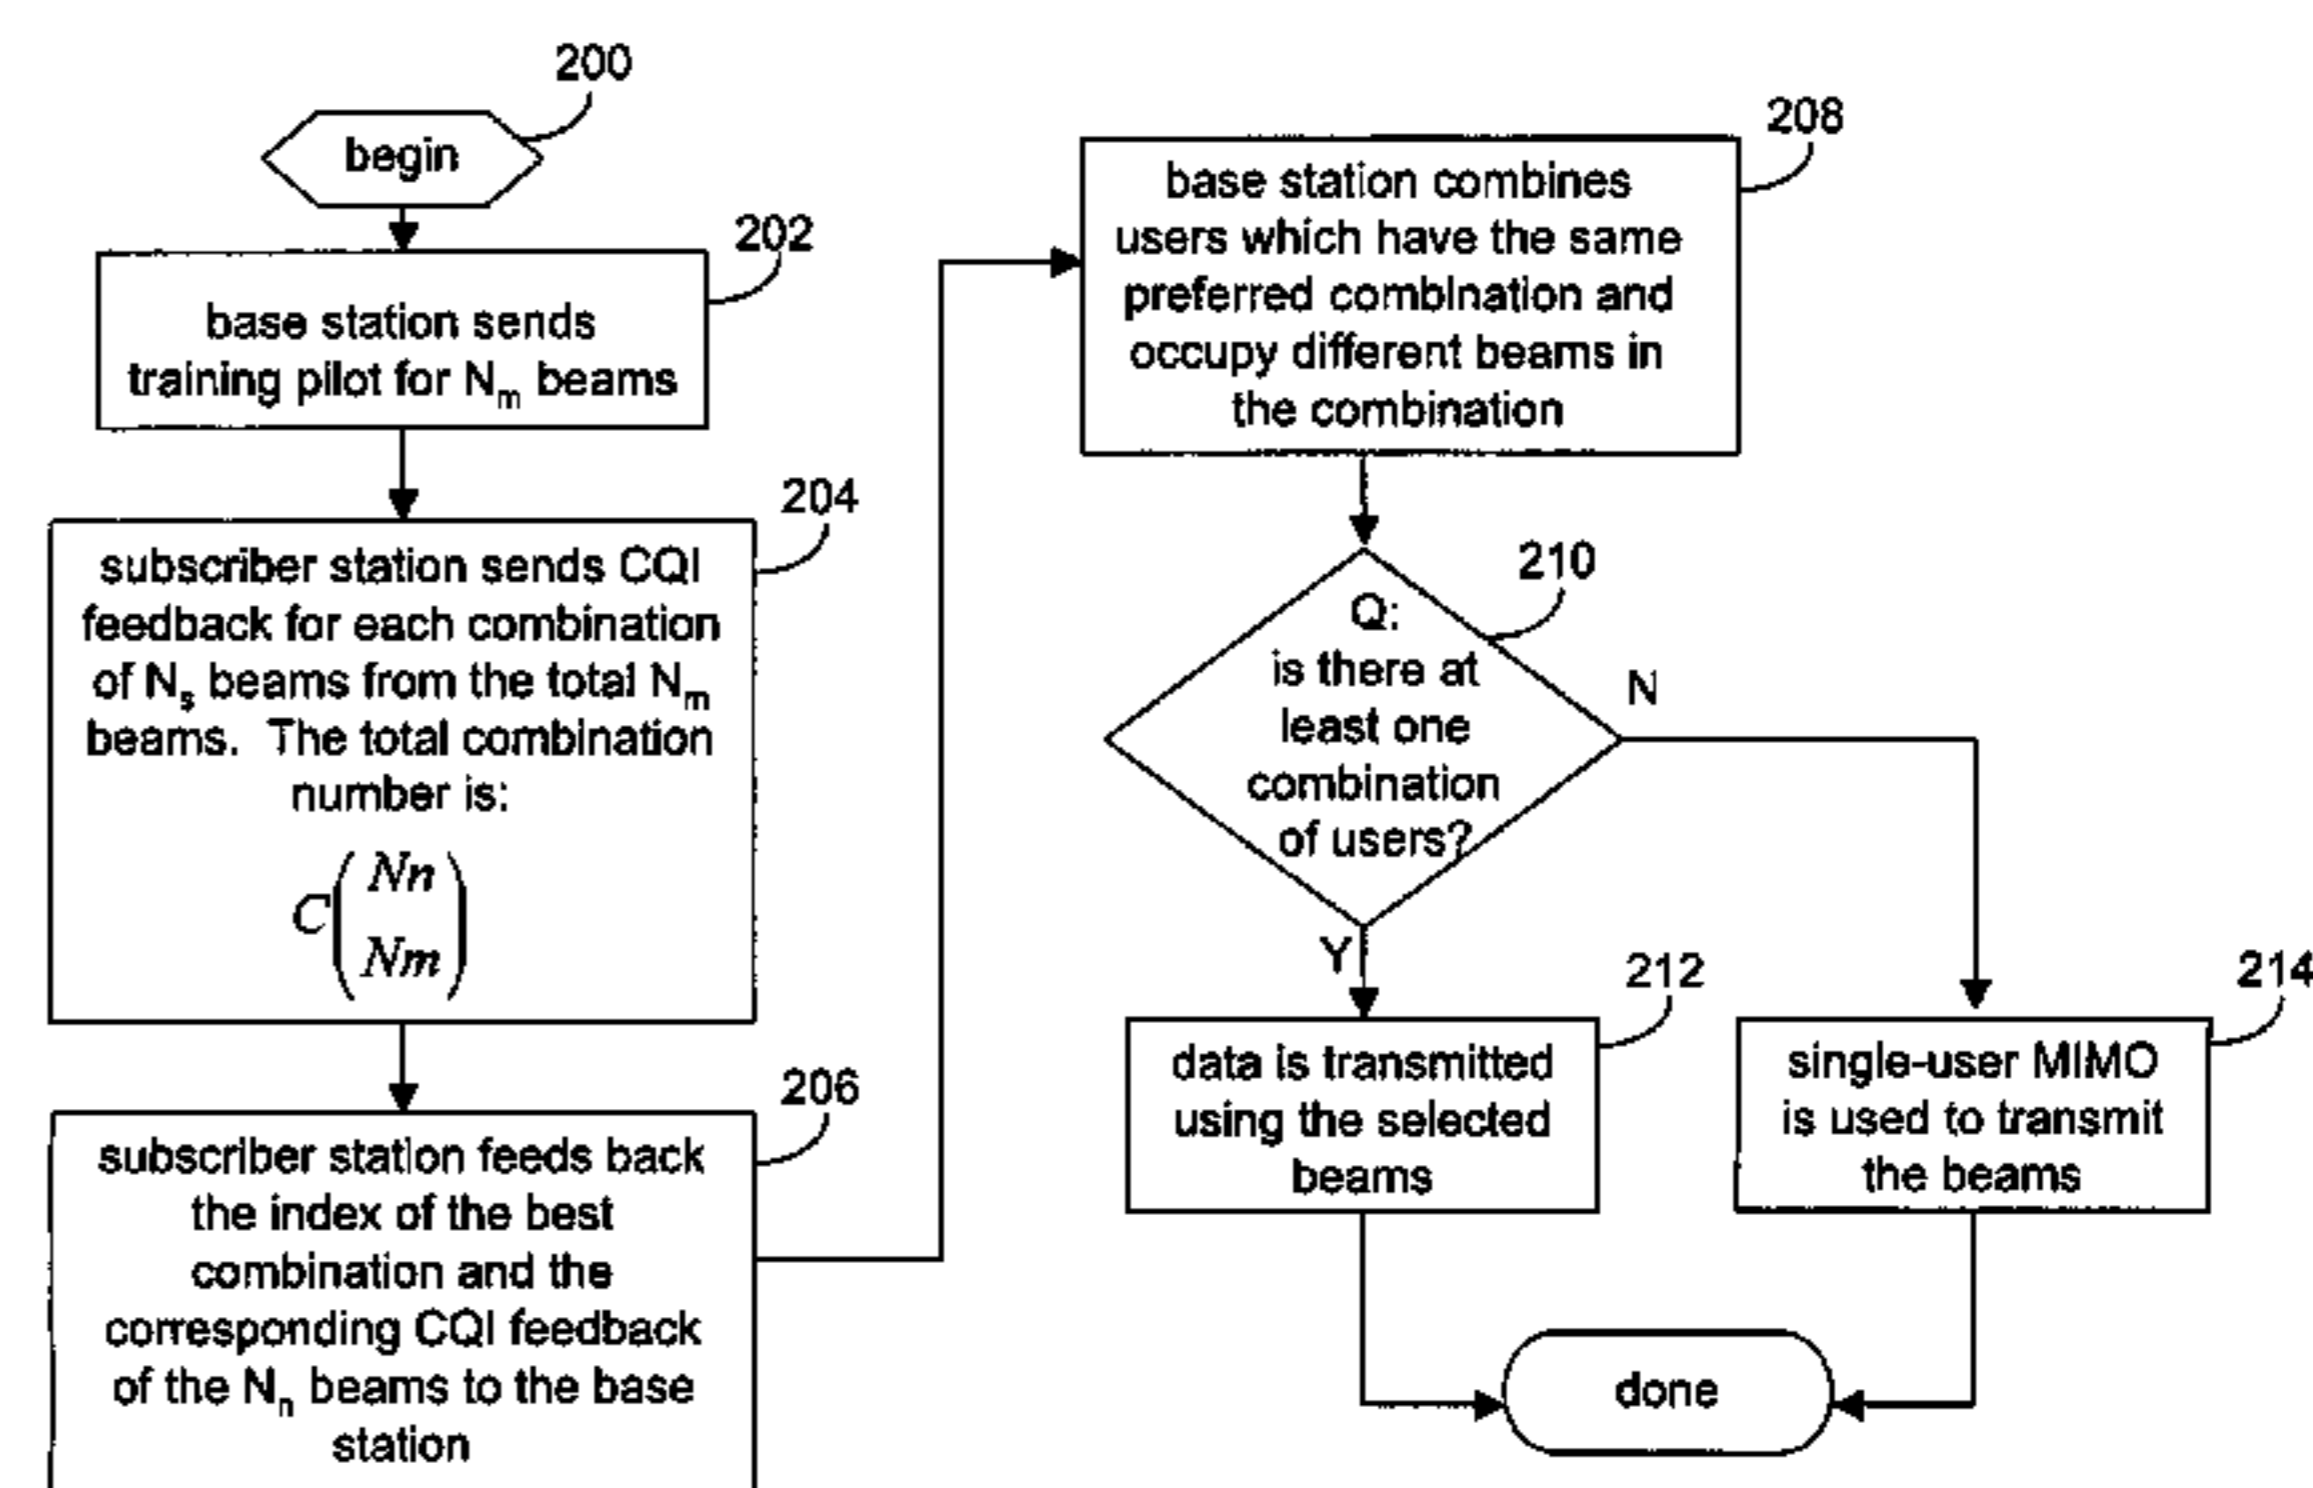 200
begin
202
base station sends
training pilot for Nm beams
204
subscriber station sends CQI
feedback for each combination
of Ns beams from the total Nm
beams. The total combination
number is:
C(Nn
Nm)
206
subscriber station feeds back
the index of the best
combination and the
corresponding CQI feedback
of the Nn beams to the base
station
208
base station combines
users which have the same
preferred combination and
occupy different beams in
the combination
210
Q:
is there at
least one
combination
of users?
N
Y
212
data is transmitted
using the selected
beams
214
single-user MIMO
is used to transmit
the beams
done